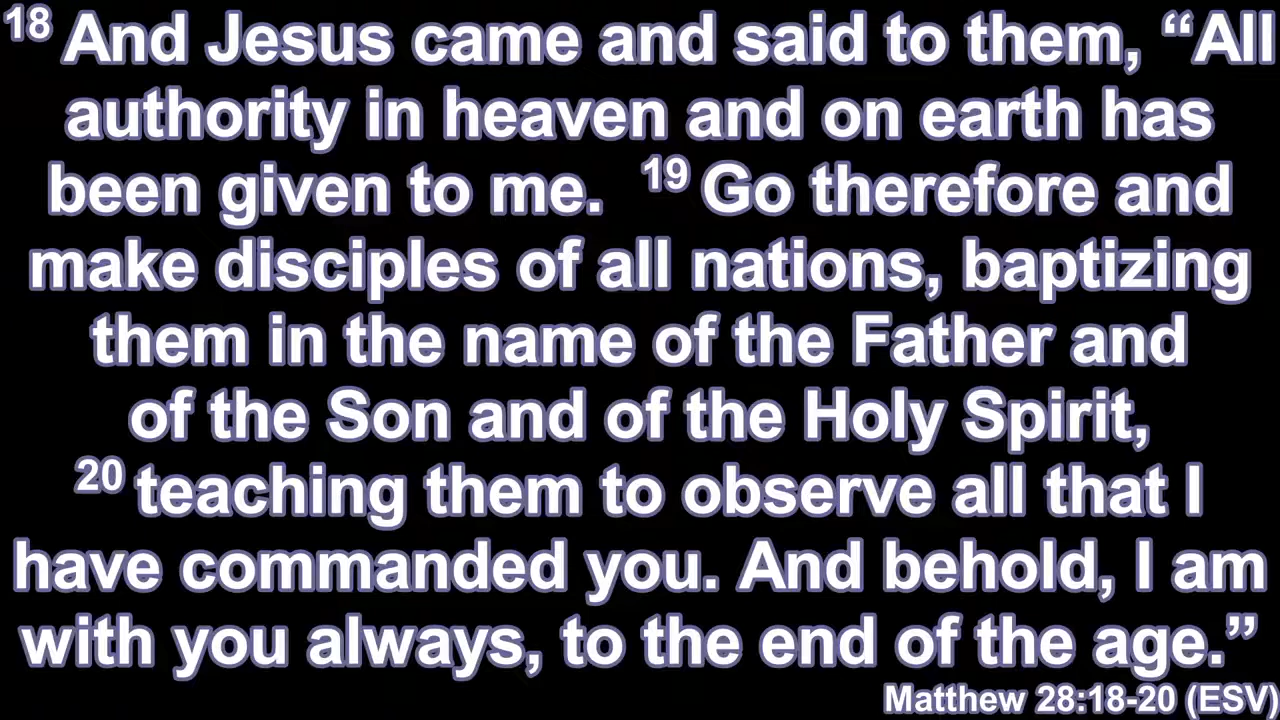 18 And Jesus came and said to them, “All
authority in heaven and on earth has
been given to me. 19 Go therefore and
make disciples of all nations, baptizing
them in the name of the Father and
of the Son and of the Holy Spirit,
20 teaching them to observe all that I
have commanded you. And behold, I am
with you always, to the end of the age.”
Matthew 28:18-20 (ESV)